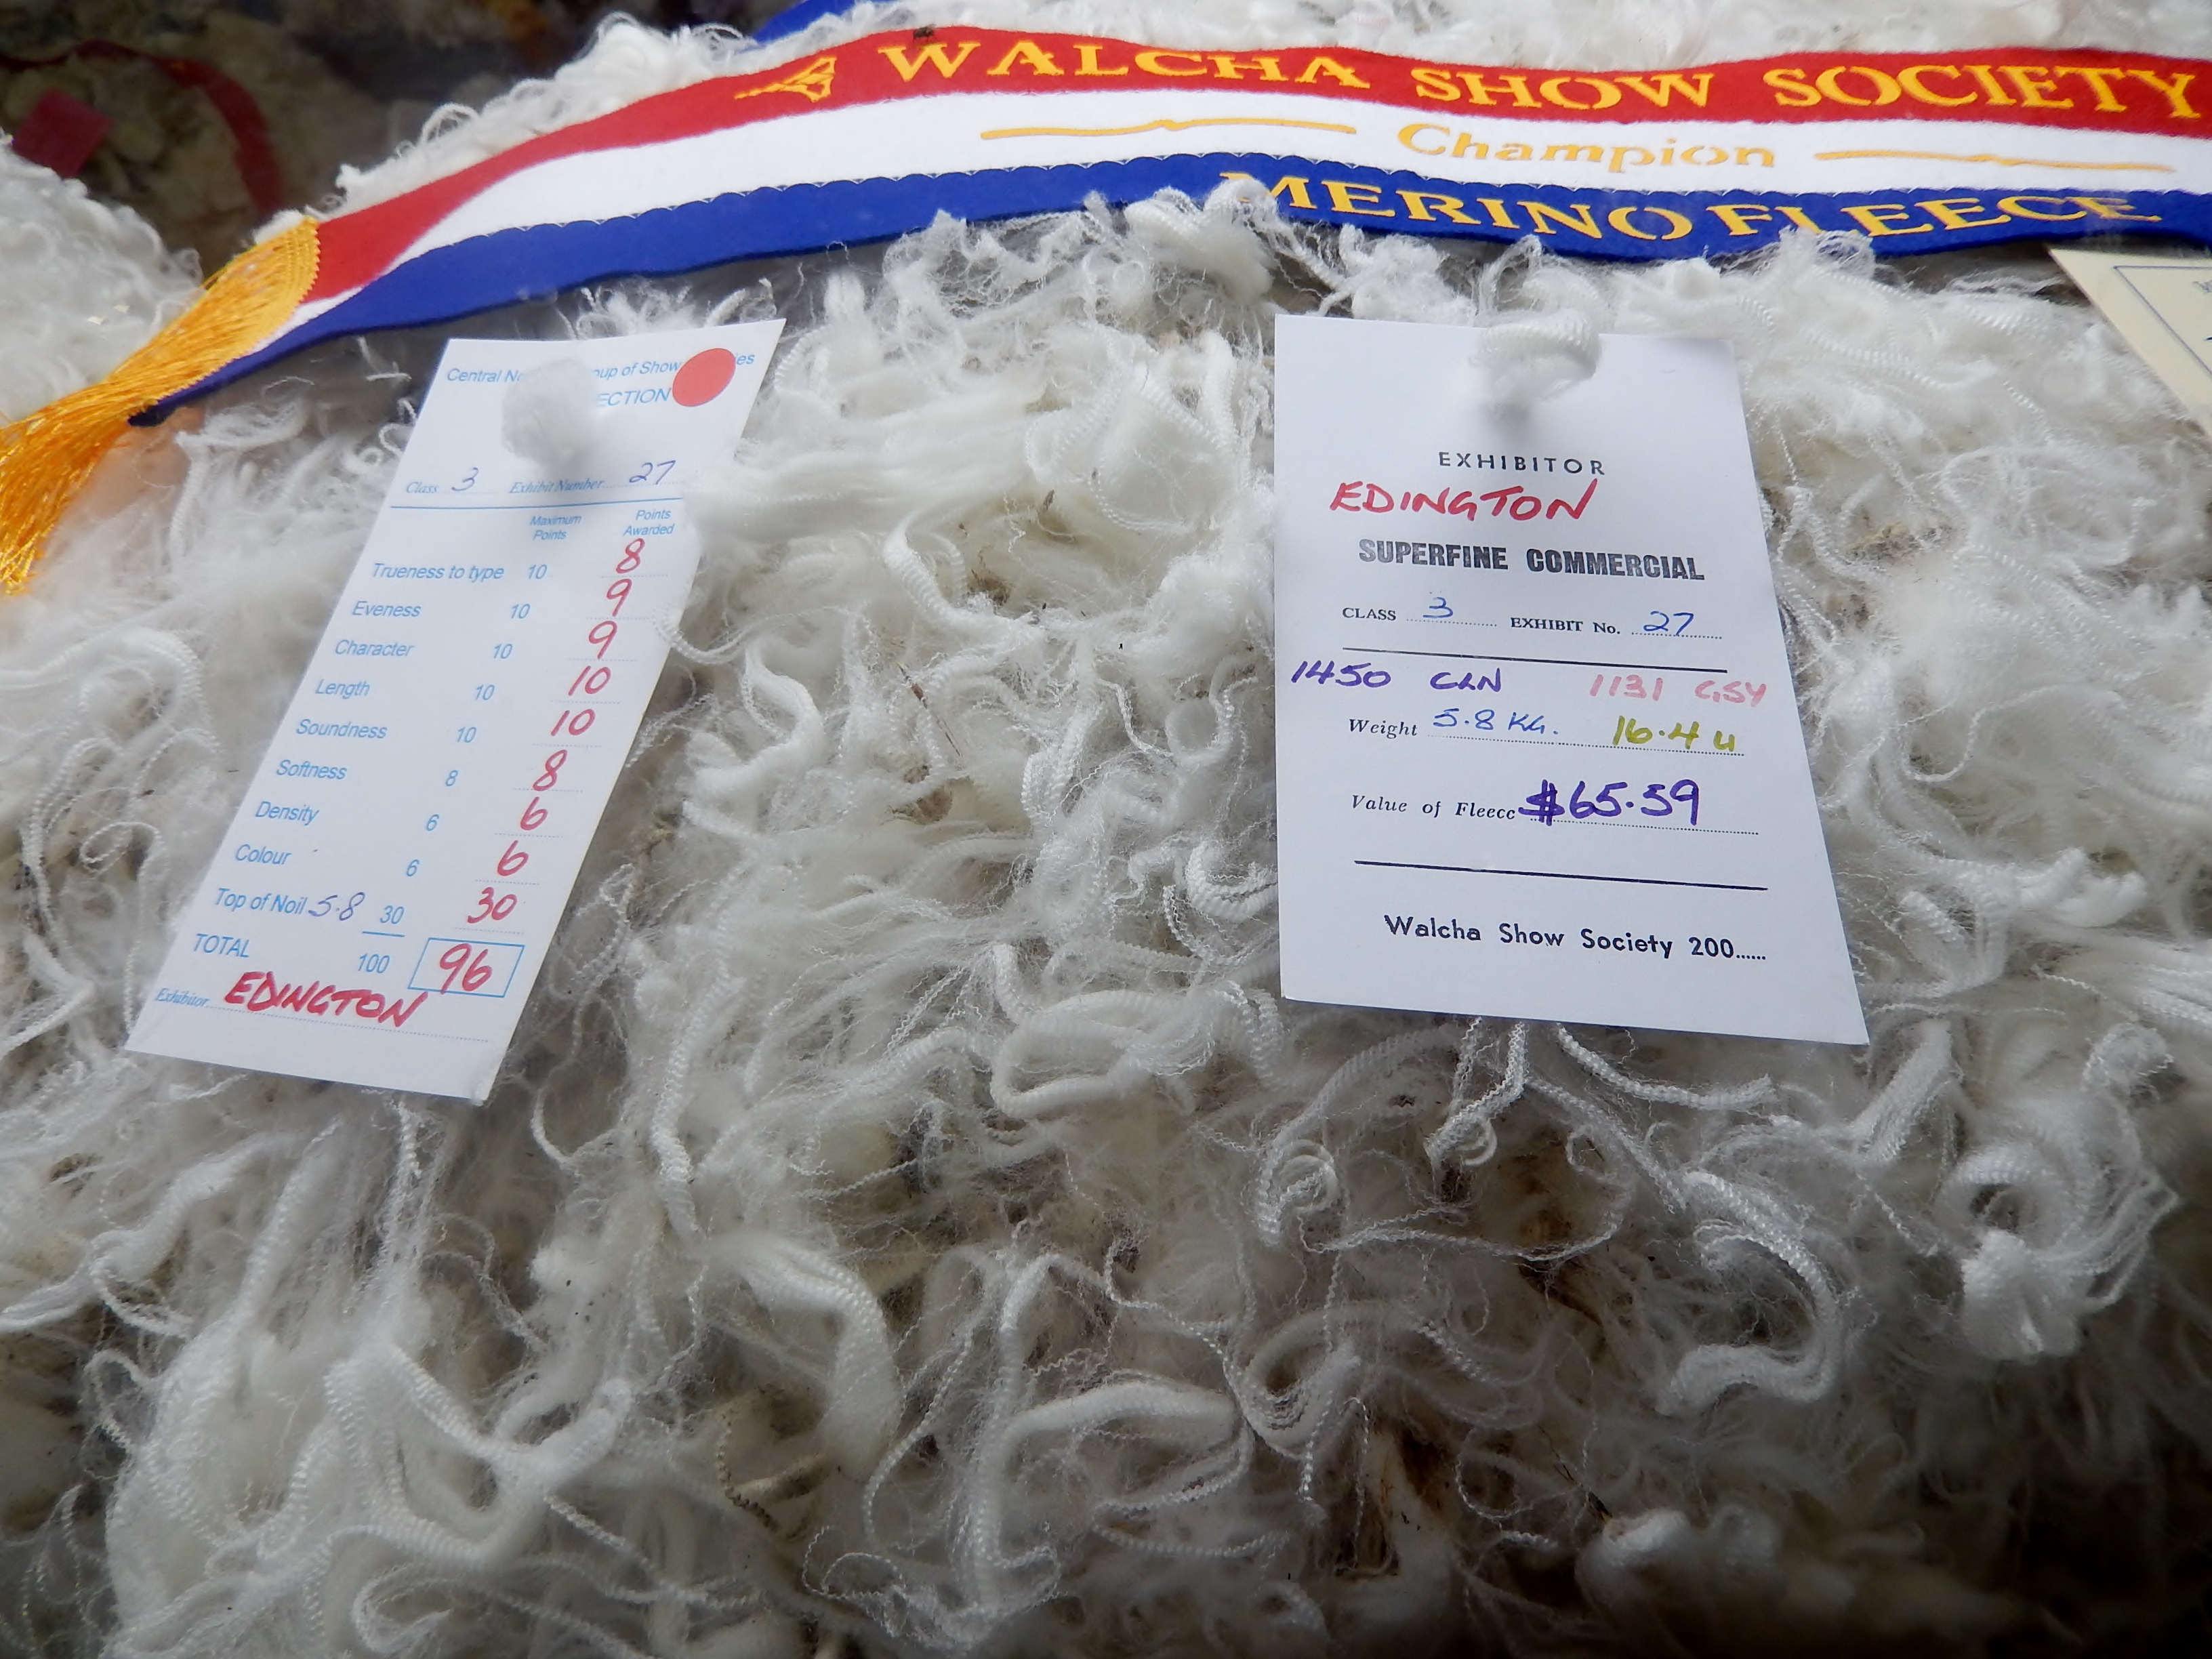 WALCHA SHOW SOCIETY
Champion
MERINO FLEECE
Central
of Show
Class 3 Exhibit Number 27
Maximum Points Points Awarded
Trueness to type 10 8
Eveness 10 9
Character 10 9
Length 10 10
Soundness 10 10
Softness 8 8
Density 6 6
Colour 6 6
Top of Noil 5.8 30 30
TOTAL 100 96
Exhibitor EDINGTON
EXHIBITOR
EDINGTON
SUPERFINE COMMERCIAL
CLASS 3 EXHIBIT No. 27
1450 CLN 1131 GSY
Weight 5.8 KG. 16.4 u
Value of Fleece $65.59
Walcha Show Society 200......